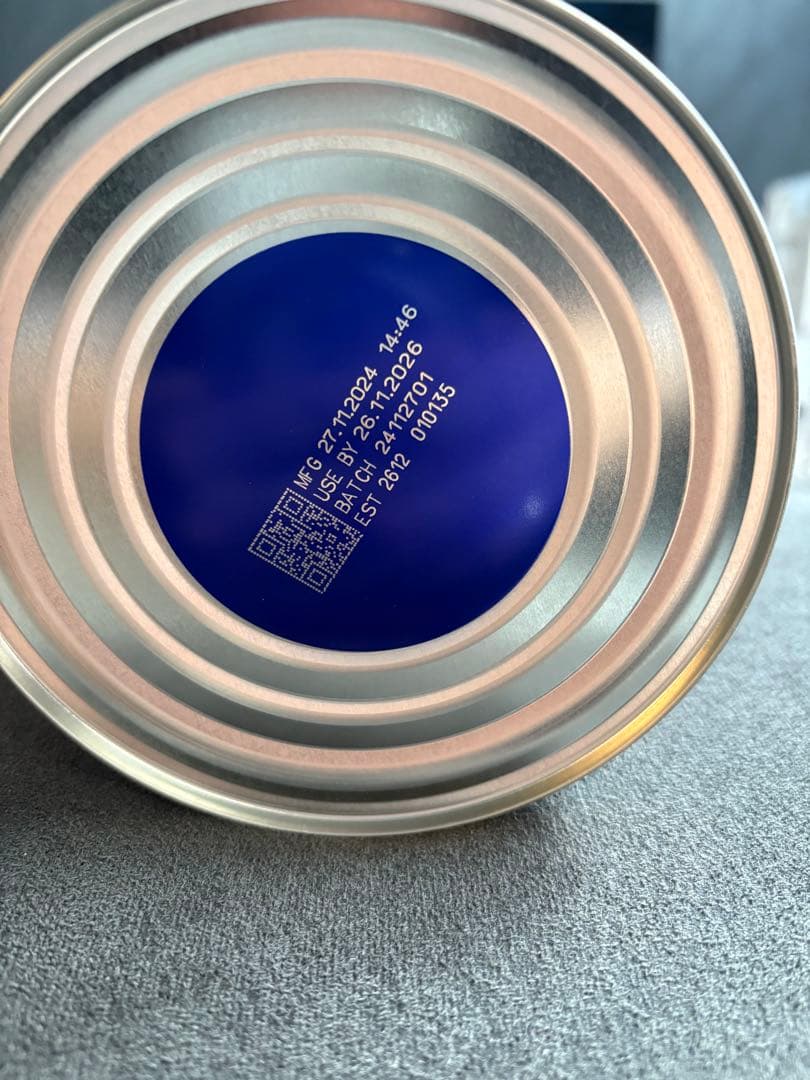 MFG 27.11.2024 14:46
USE BY 26.11.2026
BATCH 24112701
EST 2612 010135